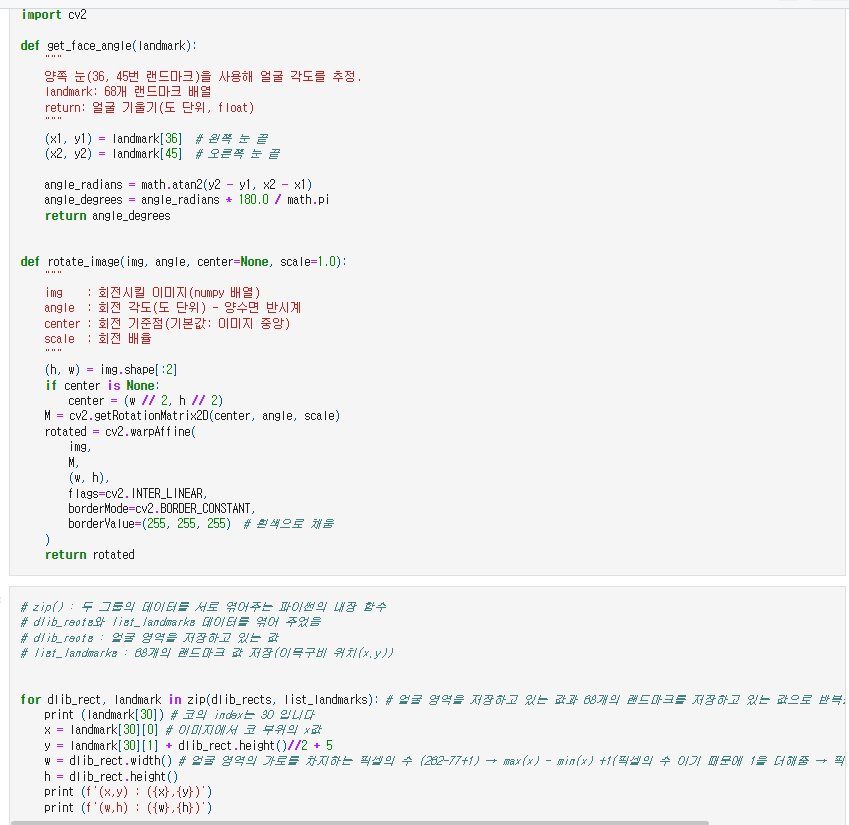 import cv2
def get_face_angle(landmark):
"""
양쪽 눈(36, 45번 랜드마크)을 사용해 얼굴 각도를 추정.
landmark: 68개 랜드마크 배열
return: 얼굴 기울기(도 단위, float)
"""
(x1, y1) = landmark[36] # 왼쪽 눈 끝
(x2, y2) = landmark[45] # 오른쪽 눈 끝
angle_radians = math.atan2(y2 - y1, x2 - x1)
angle_degrees = angle_radians * 180.0 / math.pi
return angle_degrees
def rotate_image(img, angle, center=None, scale=1.0):
"""
img : 회전시킬 이미지(numpy 배열)
angle : 회전 각도(도 단위) - 양수면 반시계
center : 회전 기준점(기본값: 이미지 중앙)
scale : 회전 배율
"""
(h, w) = img.shape[:2]
if center is None:
center = (w // 2, h // 2)
M = cv2.getRotationMatrix2D(center, angle, scale)
rotated = cv2.warpAffine(
img,
M,
(w, h),
flags=cv2.INTER_LINEAR,
borderMode=cv2.BORDER_CONSTANT,
borderValue=(255, 255, 255) # 흰색으로 채움
)
return rotated
# zip() : 두 그룹의 데이터를 서로 엮어주는 파이썬의 내장 함수
# dlib_rects와 list_landmarks 데이터를 엮어 주었음
# dlib_rects : 얼굴 영역을 저장하고 있는 값
# list_landmarks : 68개의 랜드마크 값 저장(이목구비 위치(x,y))
for dlib_rect, landmark in zip(dlib_rects, list_landmarks): # 얼굴 영역을 저장하고 있는 값과 68개의 랜드마크를 저장하고 있는 값으로 반복
print (landmark[30]) # 코의 index는 30 입니다
x = landmark[30][0] # 이미지에서 코 부위의 x값
y = landmark[30][1] + dlib_rect.height()//2 + 5
w = dlib_rect.width() # 얼굴 영역의 가로를 차지하는 픽셀의 수 (262-77+1) → max(x) - min(x) +1(픽셀의 수 이기 때문에 1을 더해줌 → 픽
h = dlib_rect.height()
print (f'(x,y) : ({x},{y})')
print (f'(w,h) : ({w},{h})')